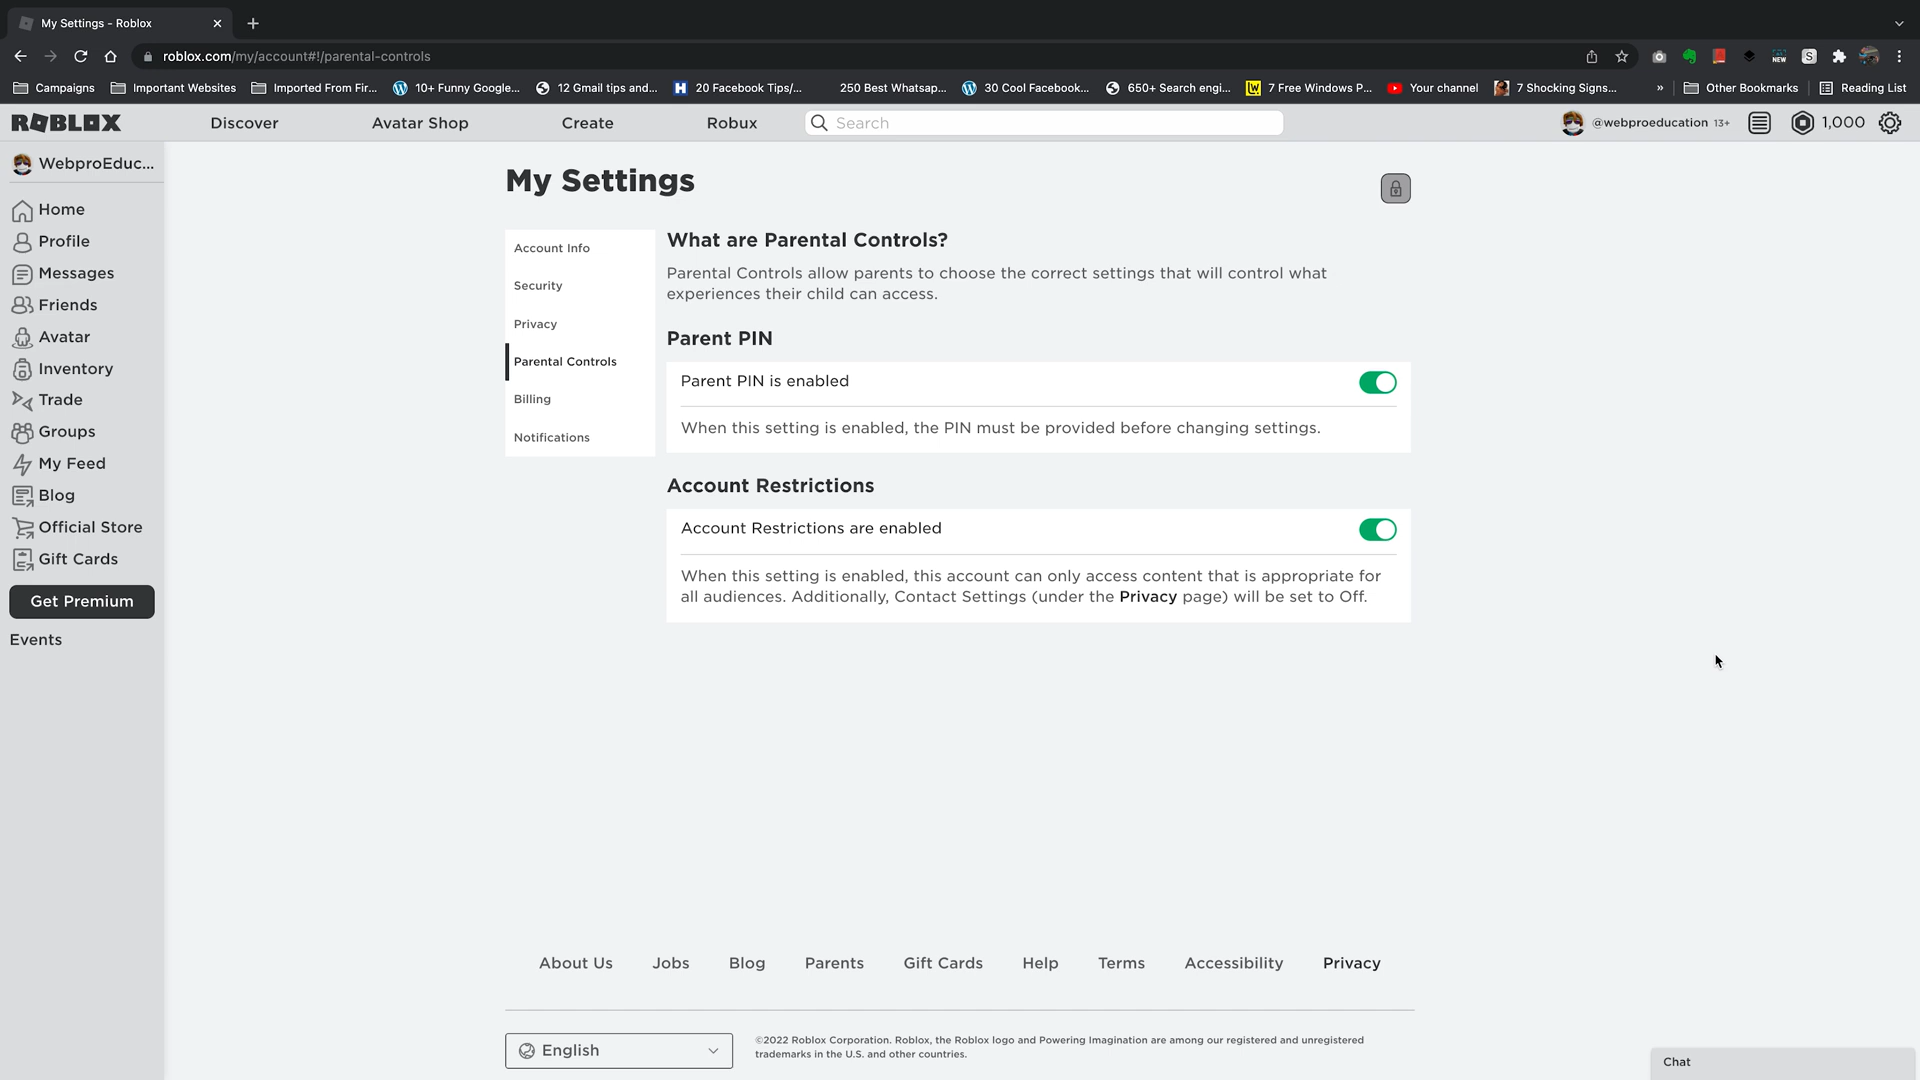 My Settings - Roblox
roblox.com/my/account#!/parental-controls
Campaigns Important Websites Imported From Fir... 10+ Funny Google... 12 Gmail tips and... 20 Facebook Tips/... 250 Best Whatsap... 30 Cool Facebook... 650+ Search engi... 7 Free Windows P... Your channel 7 Shocking Signs... » Other Bookmarks Reading List
ROBLOX Discover Avatar Shop Create Robux Search @webproeducation 13+ 1,000
WebproEduc...
Home
Profile
Messages
Friends
Avatar
Inventory
Trade
Groups
My Feed
Blog
Official Store
Gift Cards
Get Premium
Events
My Settings
Account Info
Security
Privacy
Parental Controls
Billing
Notifications
What are Parental Controls?
Parental Controls allow parents to choose the correct settings that will control what
experiences their child can access.
Parent PIN
Parent PIN is enabled
When this setting is enabled, the PIN must be provided before changing settings.
Account Restrictions
Account Restrictions are enabled
When this setting is enabled, this account can only access content that is appropriate for
all audiences. Additionally, Contact Settings (under the Privacy page) will be set to Off.
About Us Jobs Blog Parents Gift Cards Help Terms Accessibility Privacy
English
©2022 Roblox Corporation. Roblox, the Roblox logo and Powering Imagination are among our registered and unregistered
trademarks in the U.S. and other countries.
Chat